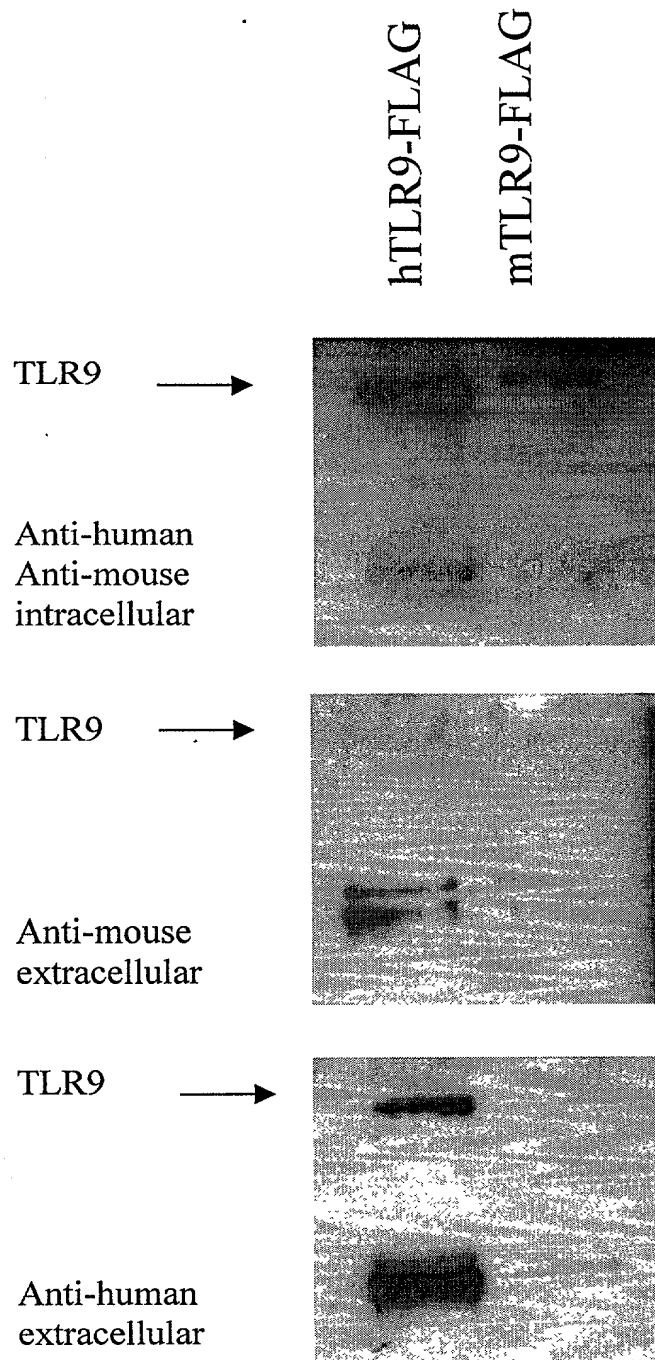 hTLR9-FLAG
mTLR9-FLAG
TLR9
Anti-human
Anti-mouse
intracellular
TLR9
Anti-mouse
extracellular
TLR9
Anti-human
extracellular